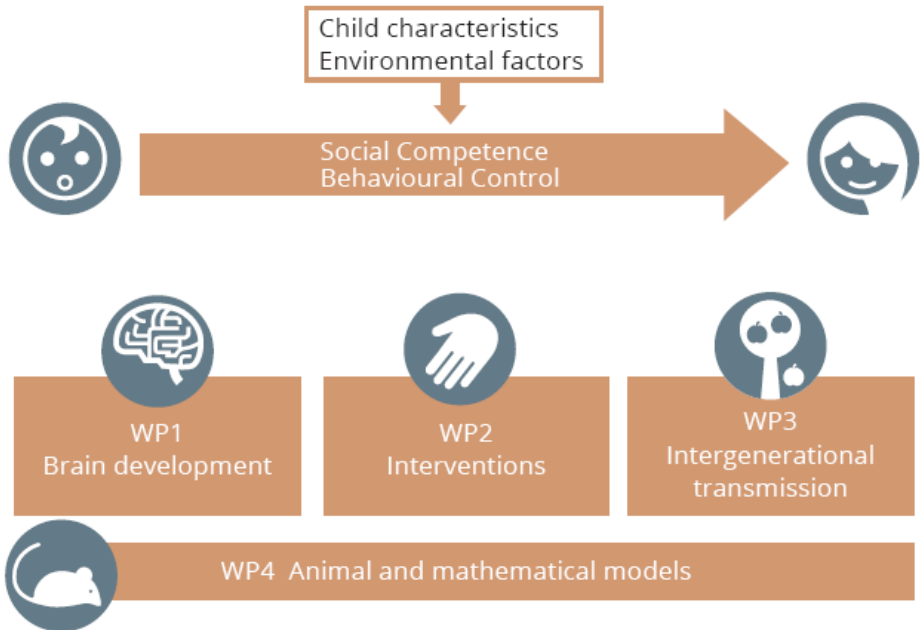 Child characteristics
Environmental factors
Social Competence
Behavioural Control
WP1
Brain development
WP2
Interventions
WP3
Intergenerational
transmission
WP4 Animal and mathematical models